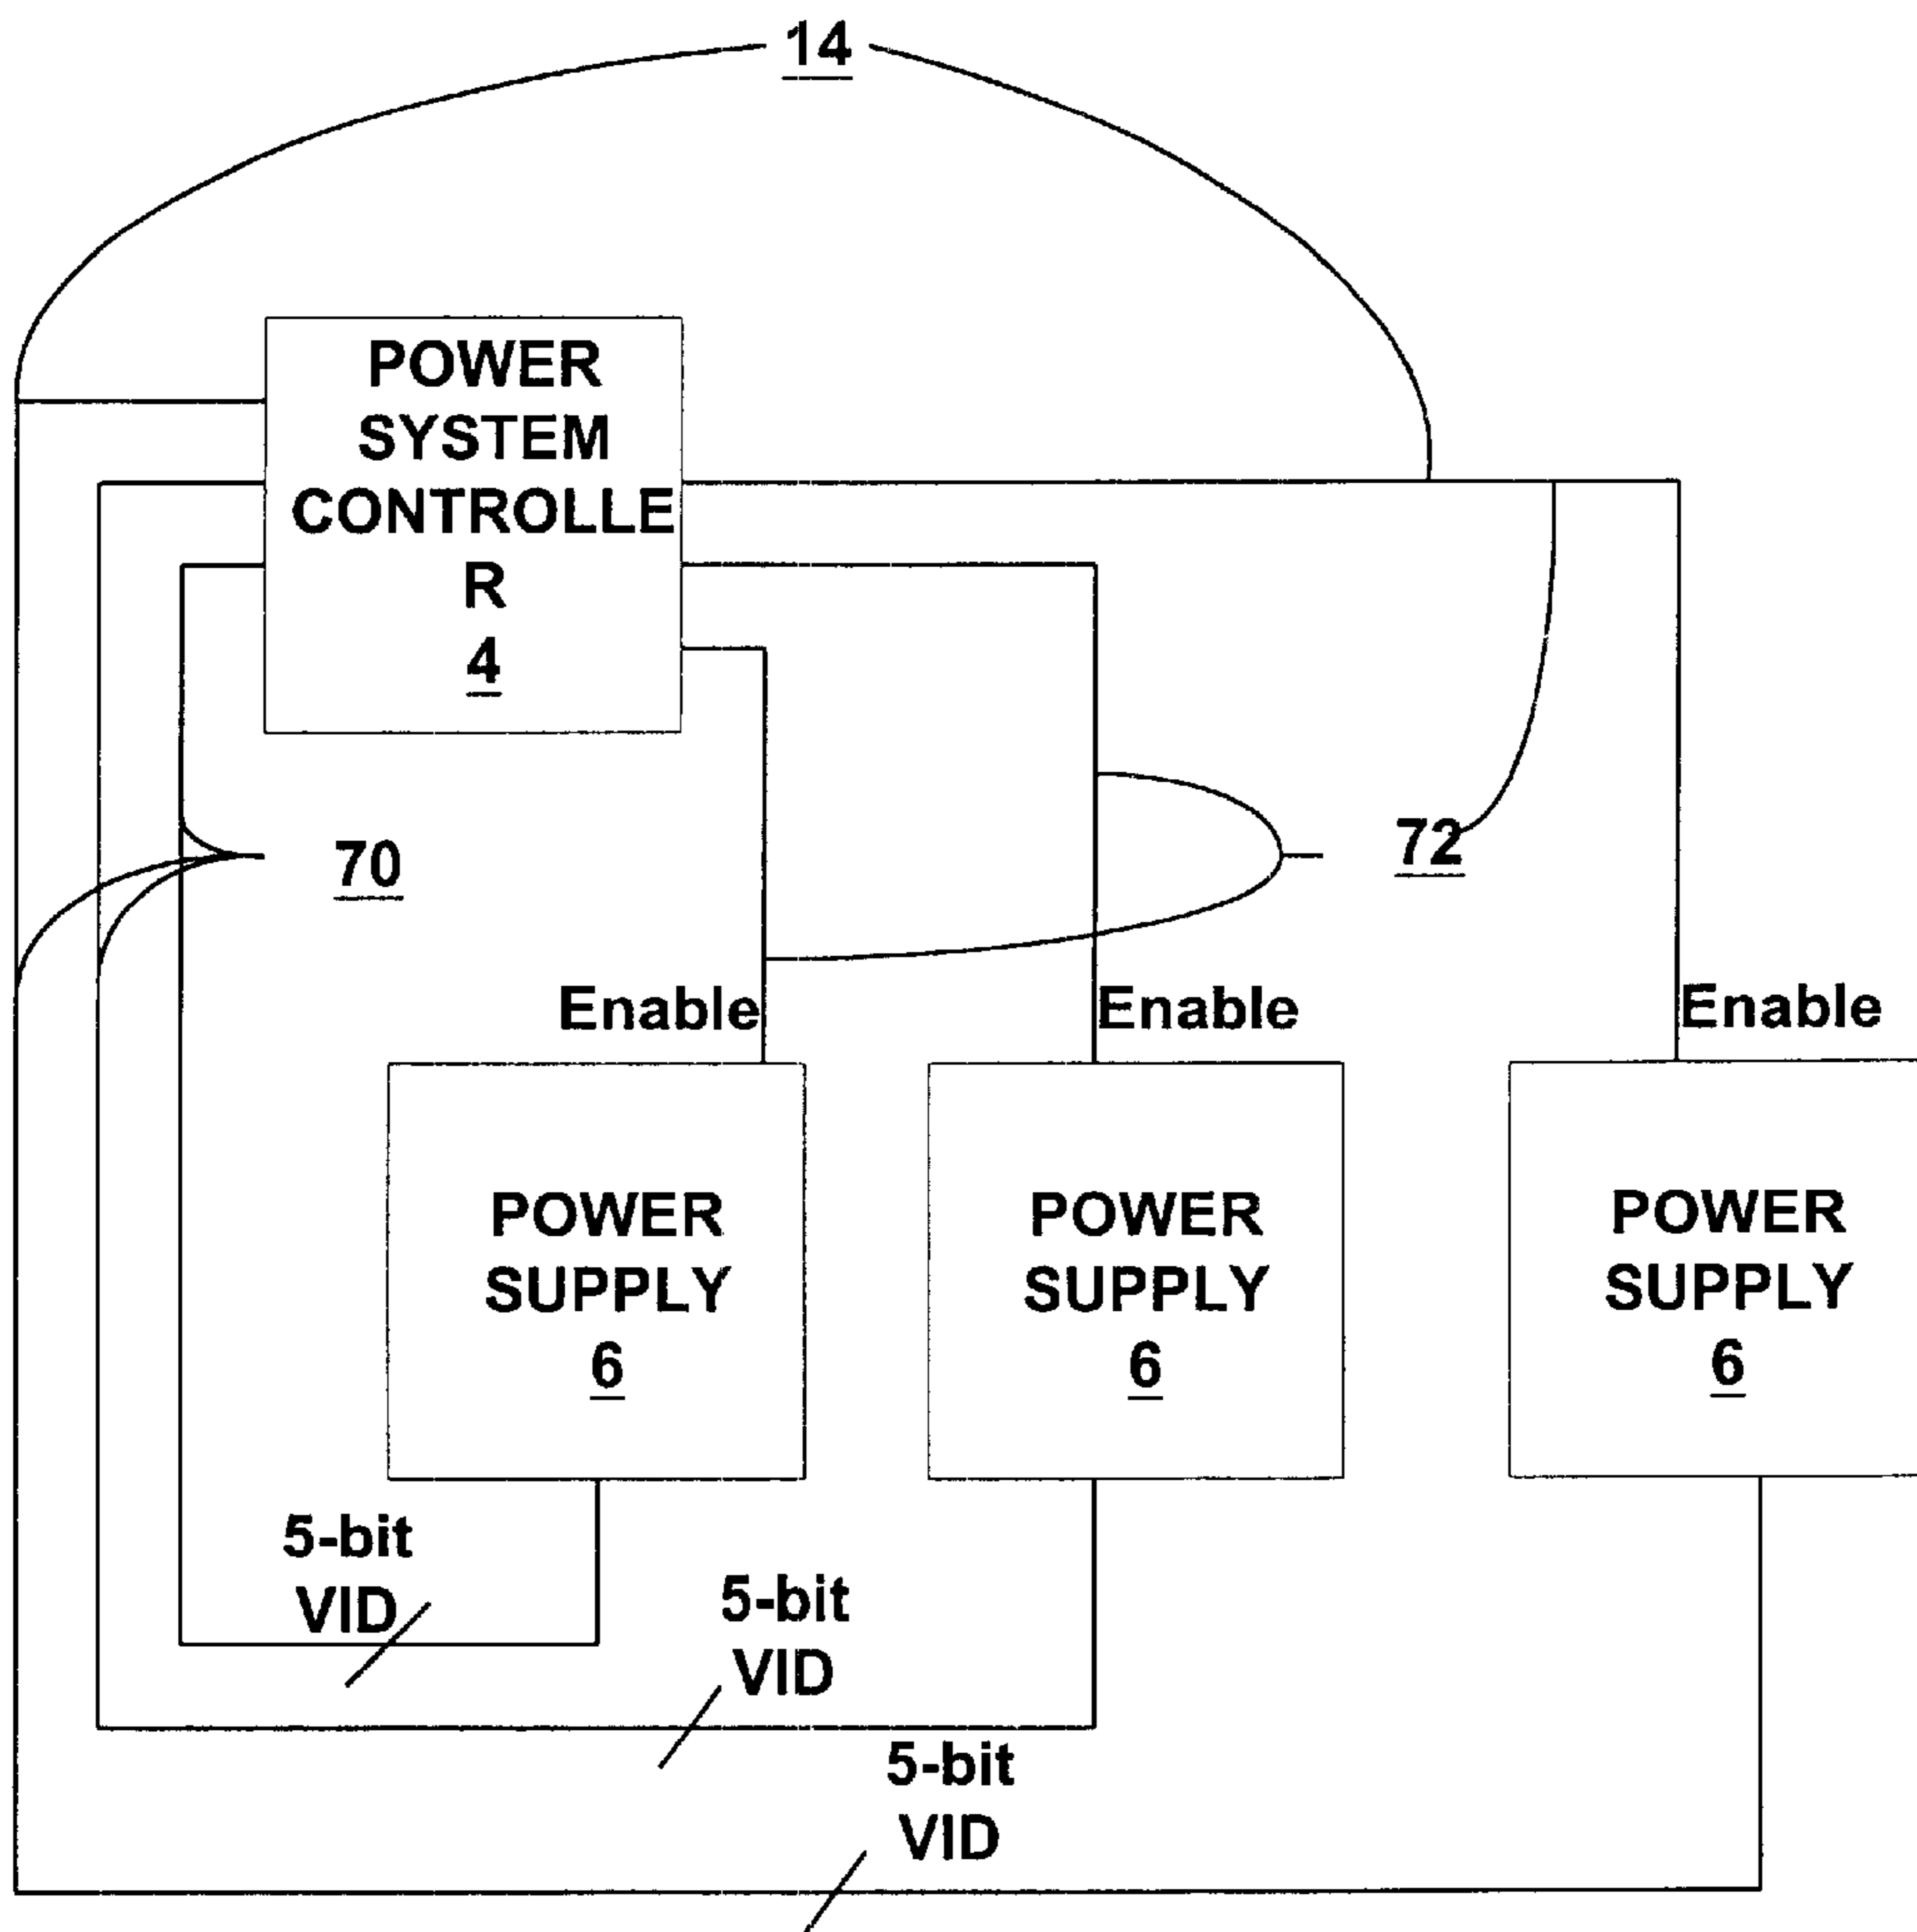 14
POWER
SYSTEM
CONTROLLE
R
4
70
72
Enable
Enable
Enable
POWER
SUPPLY
6
POWER
SUPPLY
6
POWER
SUPPLY
6
5-bit
VID
5-bit
VID
5-bit
VID